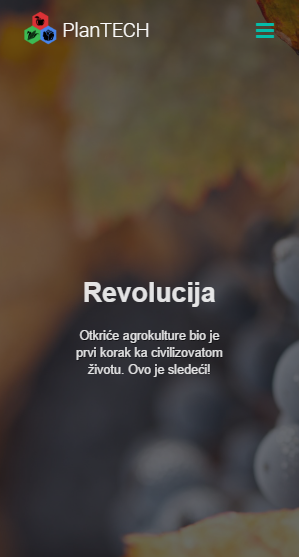 PlanTECH
Revolucija
Otkriće agrokulture bio je
prvi korak ka civilizovatom
životu. Ovo je sledeći!